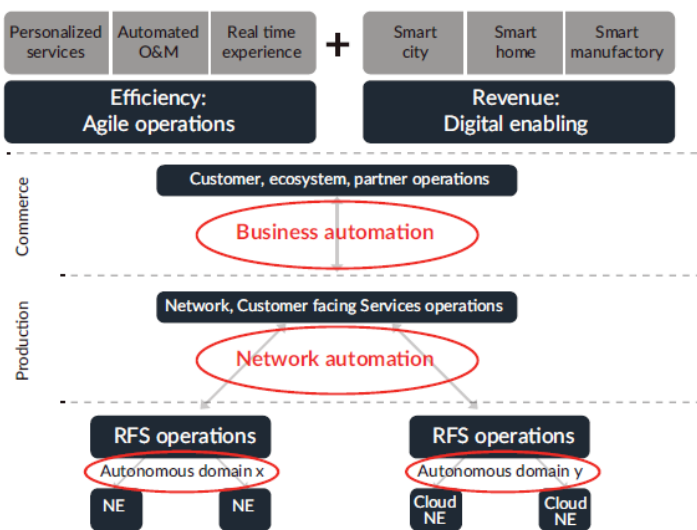 Personalized services
Automated O&M
Real time experience
+
Smart city
Smart home
Smart manufactory
Efficiency:
Agile operations
Revenue:
Digital enabling
Commerce
Customer, ecosystem, partner operations
Business automation
Production
Network, Customer facing Services operations
Network automation
RFS operations
RFS operations
Autonomous domain x
Autonomous domain y
NE
NE
Cloud NE
Cloud NE